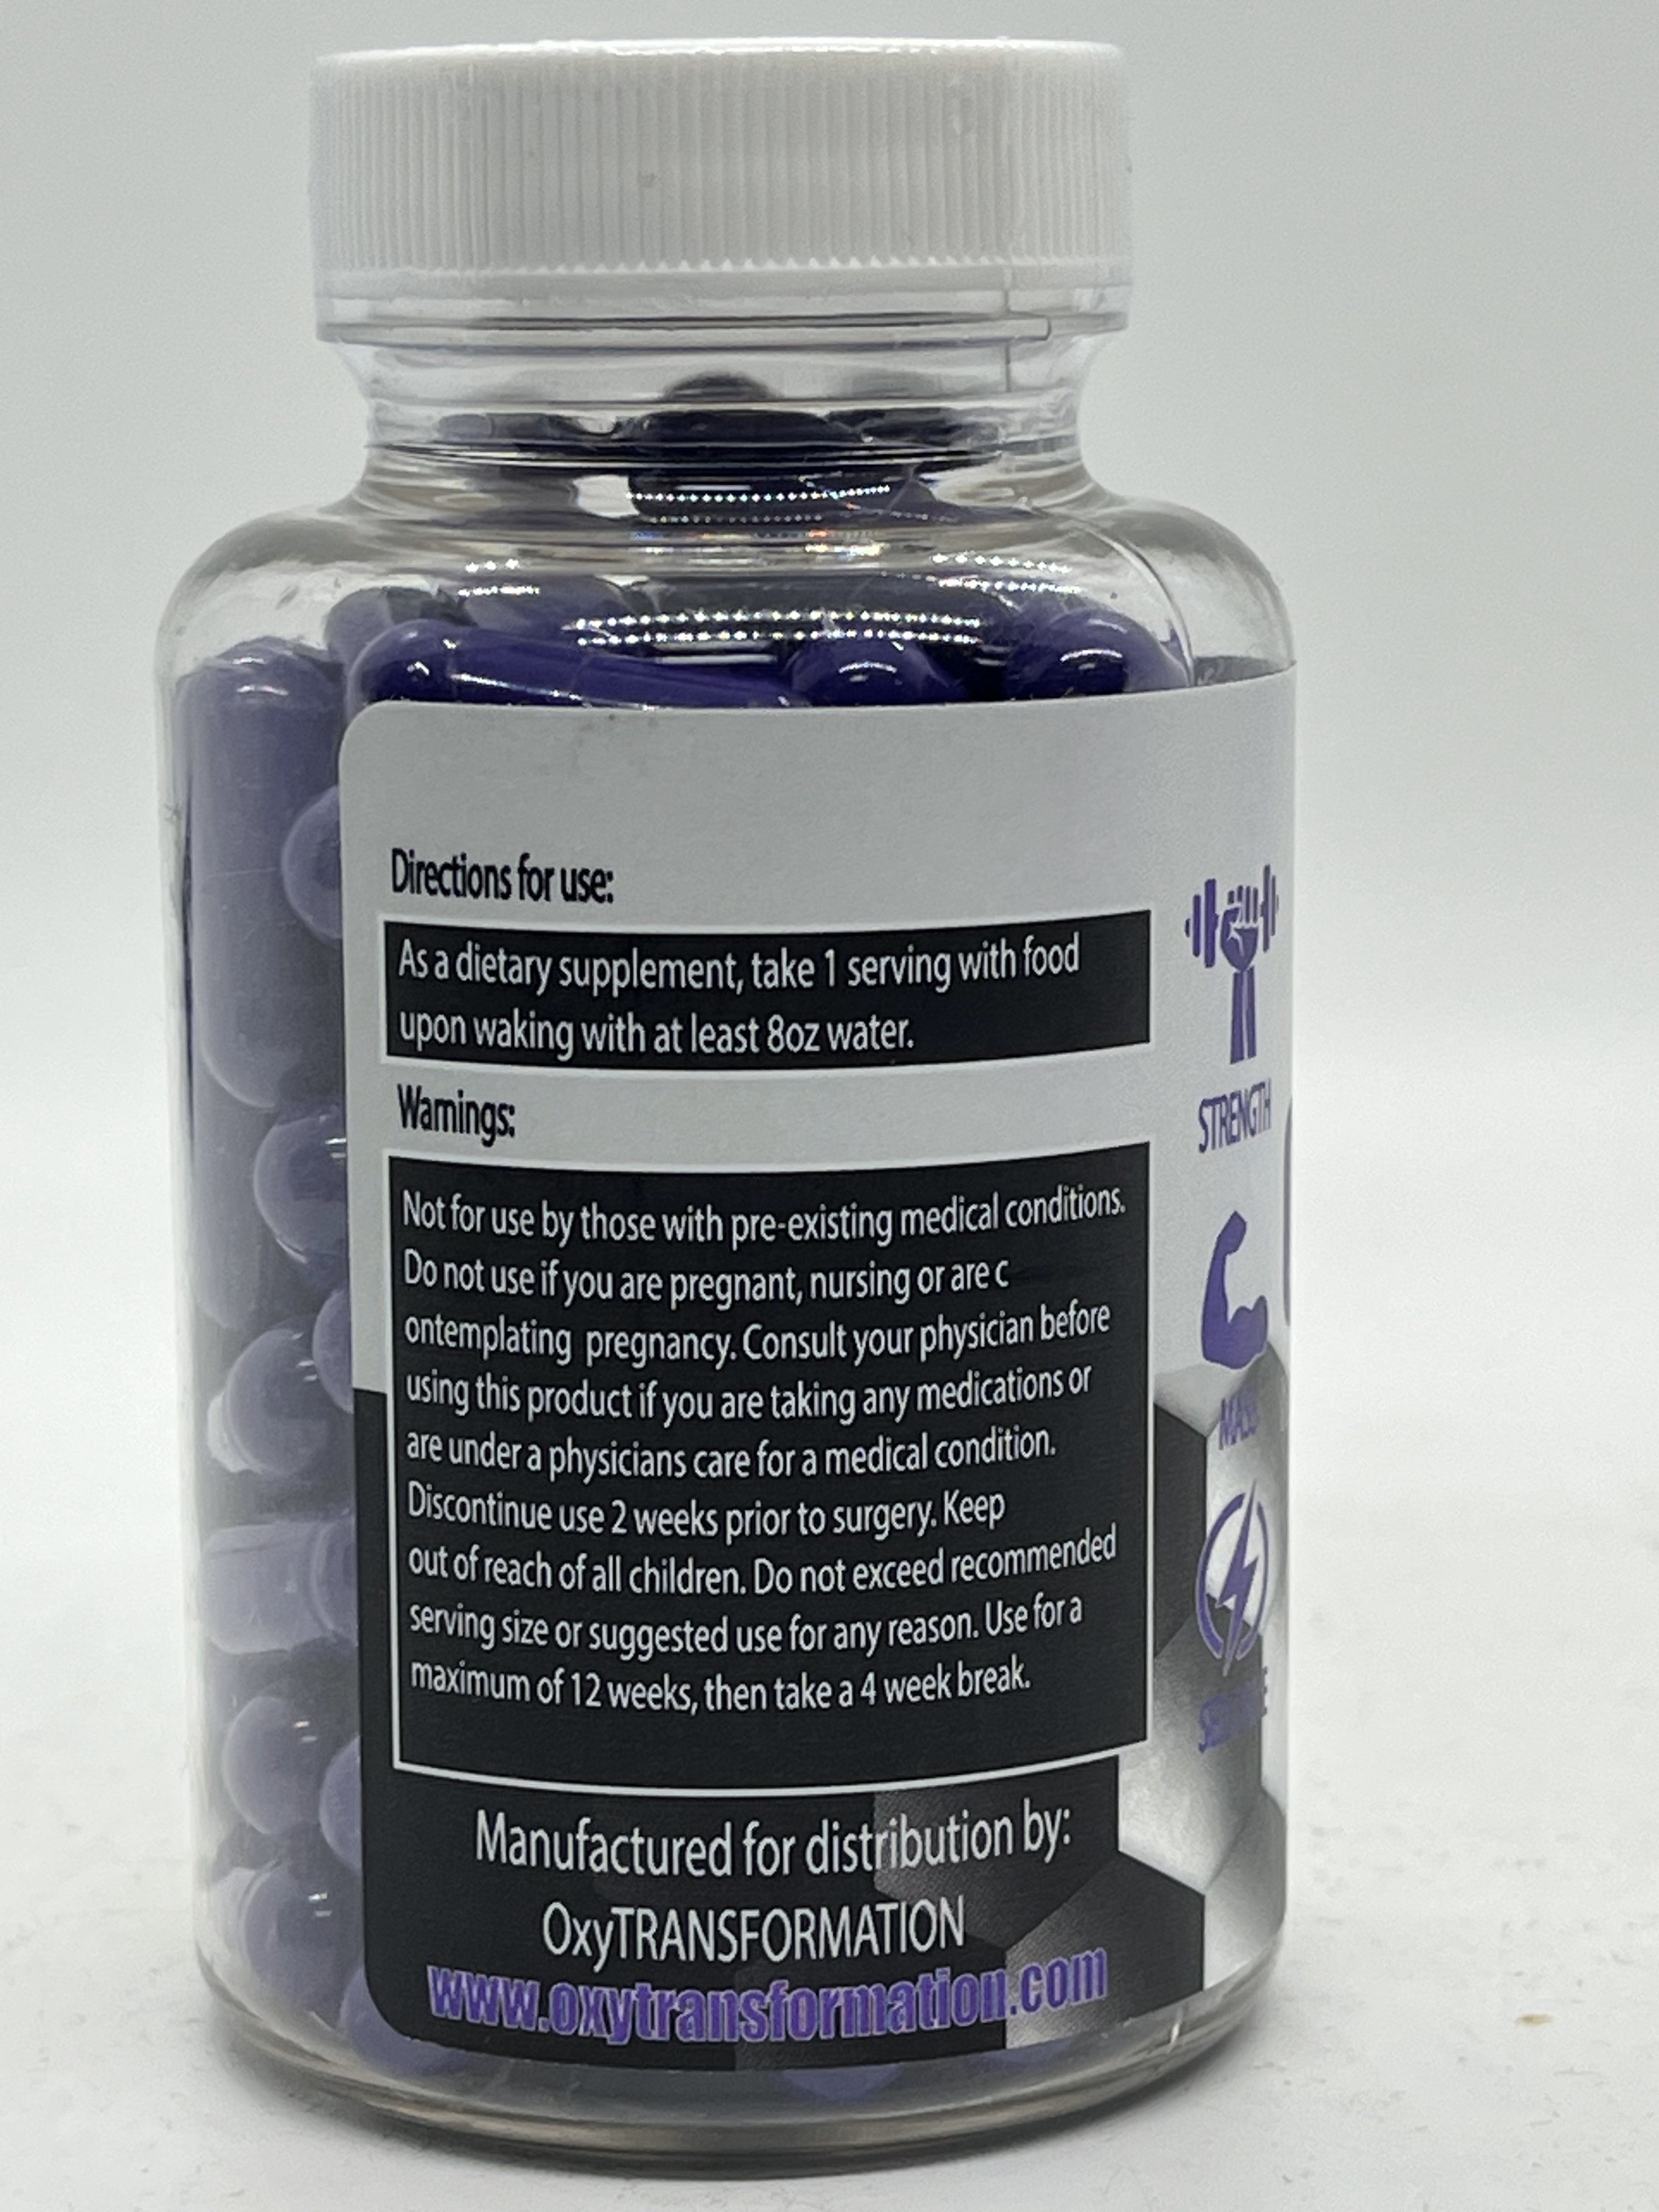 Directions for use:
As a dietary supplement, take 1 serving with food
upon waking with at least 8oz water.
Warnings:
Not for use by those with pre-existing medical conditions.
Do not use if you are pregnant, nursing or are c
ontemplating pregnancy. Consult your physician before
using this product if you are taking any medications or
are under a physicians care for a medical condition.
Discontinue use 2 weeks prior to surgery. Keep
out of reach of all children. Do not exceed recommended
serving size or suggested use for any reason. Use for a
maximum of 12 weeks, then take a 4 week break.
Manufactured for distribution by:
OxyTRANSFORMATION
www.oxytransformation.com
STRENGTH
MASS